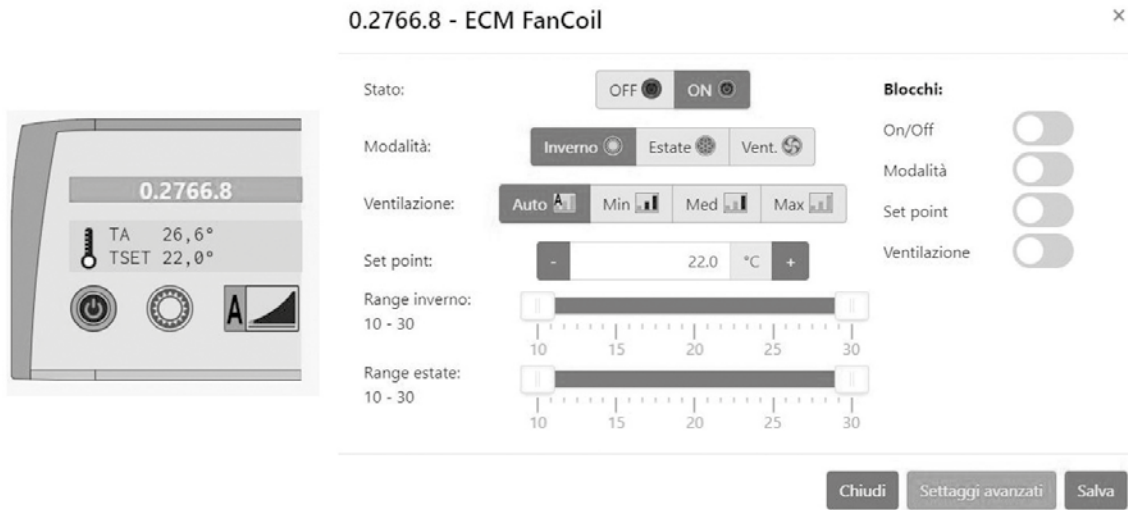 0.2766.8
TA 26,6°
TSET 22,0°
A
0.2766.8 - ECM FanCoil
×
Stato:
OFF ON
Modalità:
Inverno Estate Vent.
Ventilazione:
Auto A Min Med Max
Set point:
- 22.0 °C +
Range inverno:
10 - 30
10 15 20 25 30
Range estate:
10 - 30
10 15 20 25 30
Blocchi:
On/Off
Modalità
Set point
Ventilazione
Chiudi Settaggi avanzati Salva